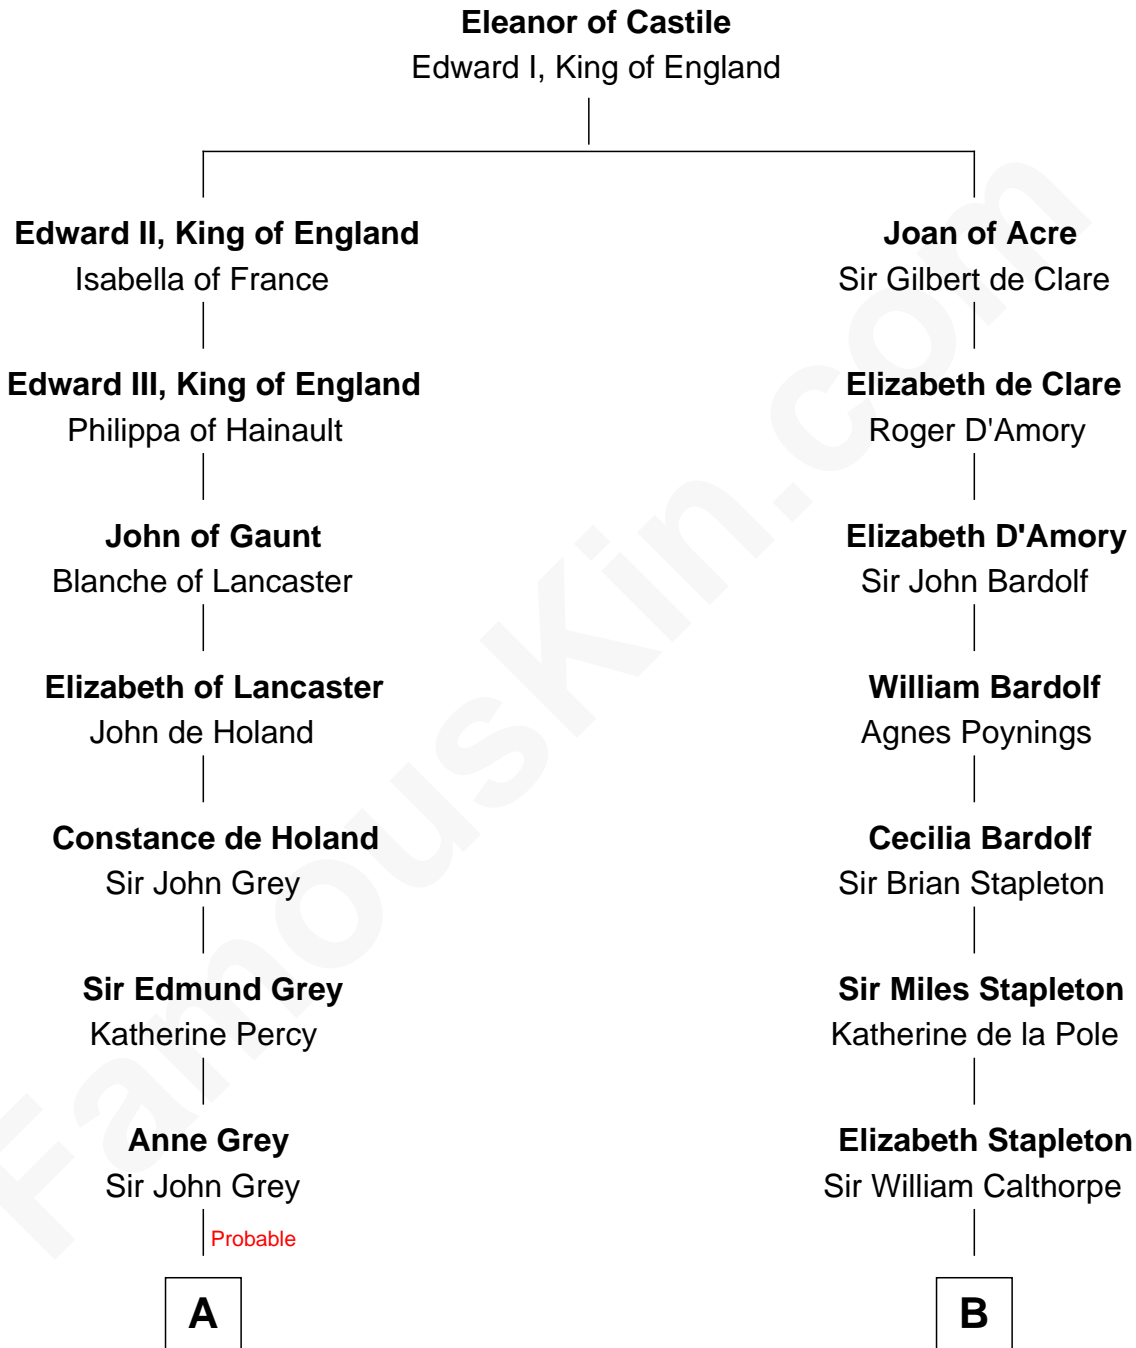 Eleanor of Castile
Edward I, King of England
Edward II, King of England
Isabella of France
Joan of Acre
Sir Gilbert de Clare
Edward III, King of England
Philippa of Hainault
Elizabeth de Clare
Roger D'Amory
John of Gaunt
Blanche of Lancaster
Elizabeth D'Amory
Sir John Bardolf
Elizabeth of Lancaster
John de Holand
William Bardolf
Agnes Poynings
Constance de Holand
Sir John Grey
Cecilia Bardolf
Sir Brian Stapleton
Sir Edmund Grey
Katherine Percy
Sir Miles Stapleton
Katherine de la Pole
Anne Grey
Sir John Grey
Elizabeth Stapleton
Sir William Calthorpe
Probable
A
B
FamousKin.com